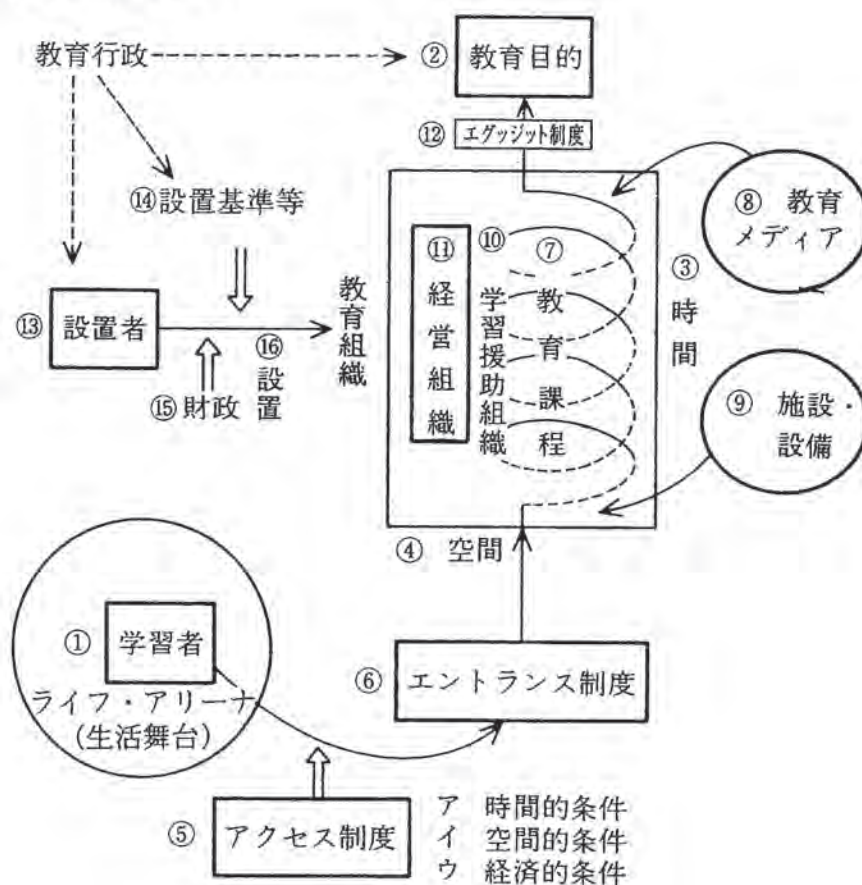 教育行政
② 教育目的
⑫ エグジット制度
⑭設置基準等
⑬ 設置者
⑯設置
⑮財政
教育組織
⑪経営組織
⑩学習援助組織
⑦教育課程
③時間
⑧ 教育
メディア
⑨ 施設・
設備
④ 空間
① 学習者
ライフ・アリーナ
(生活舞台)
⑥ エントランス制度
⑤ アクセス制度
ア 時間的条件
イ 空間的条件
ウ 経済的条件